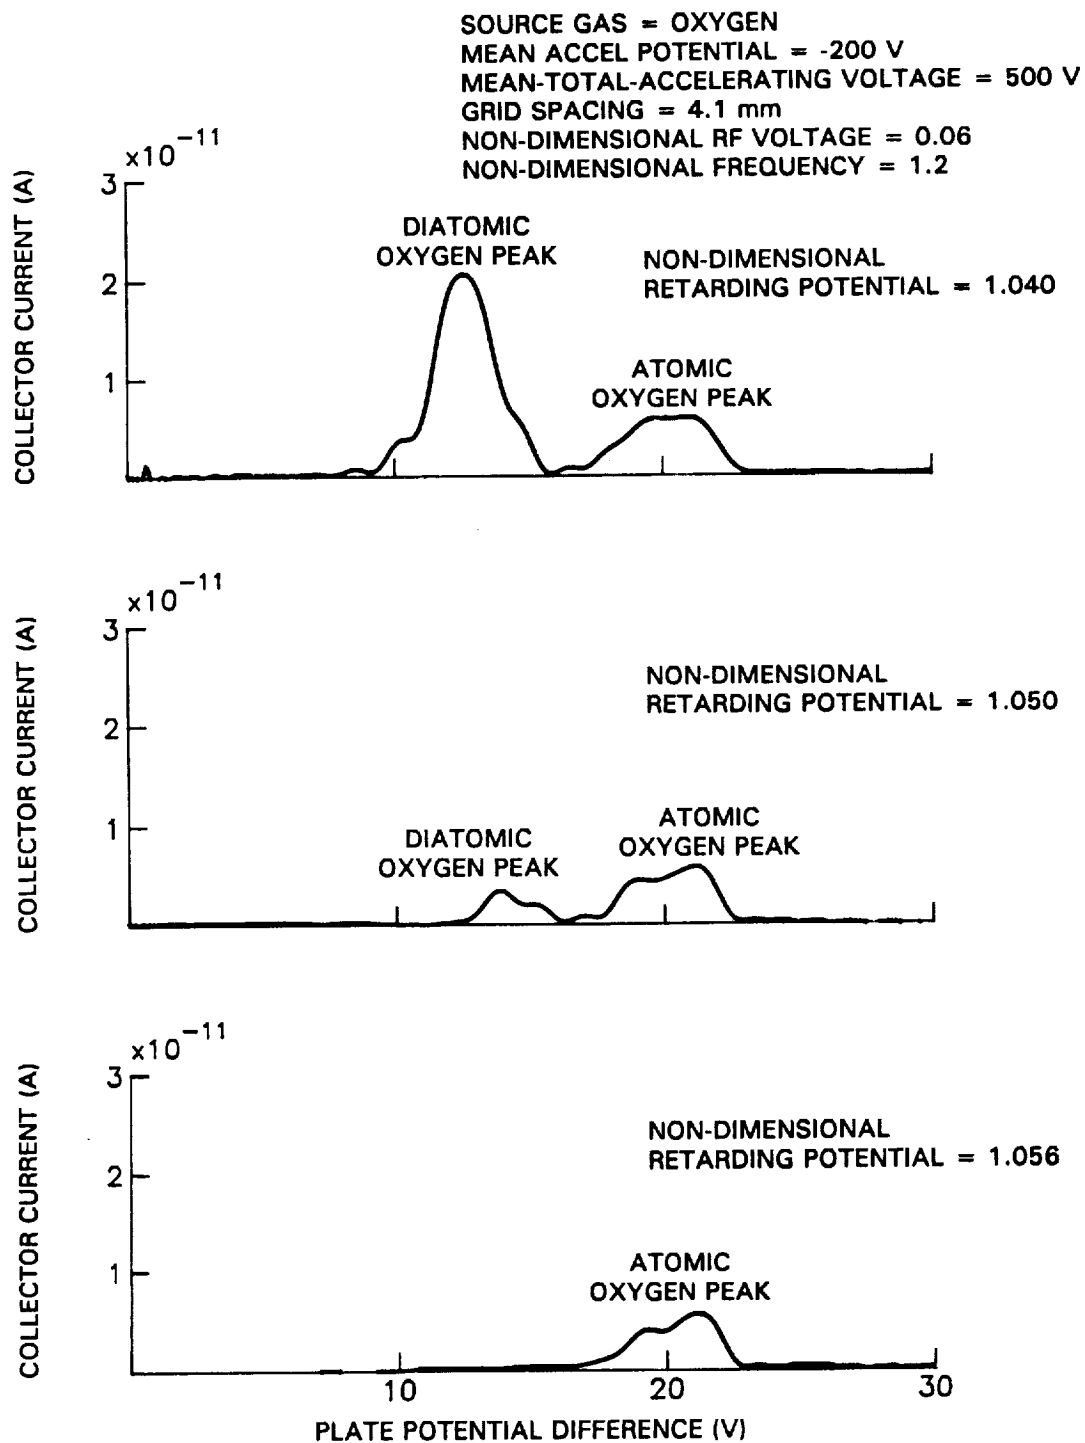 SOURCE GAS = OXYGEN
MEAN ACCEL POTENTIAL = -200 V
MEAN-TOTAL-ACCELERATING VOLTAGE = 500 V
GRID SPACING = 4.1 mm
NON-DIMENSIONAL RF VOLTAGE = 0.06
NON-DIMENSIONAL FREQUENCY = 1.2
x10^-11
3
2
1
COLLECTOR CURRENT (A)
DIATOMIC
OXYGEN PEAK
NON-DIMENSIONAL
RETARDING POTENTIAL = 1.040
ATOMIC
OXYGEN PEAK
x10^-11
3
2
1
COLLECTOR CURRENT (A)
NON-DIMENSIONAL
RETARDING POTENTIAL = 1.050
DIATOMIC
OXYGEN PEAK
ATOMIC
OXYGEN PEAK
x10^-11
3
2
1
COLLECTOR CURRENT (A)
NON-DIMENSIONAL
RETARDING POTENTIAL = 1.056
ATOMIC
OXYGEN PEAK
10 20 30
PLATE POTENTIAL DIFFERENCE (V)